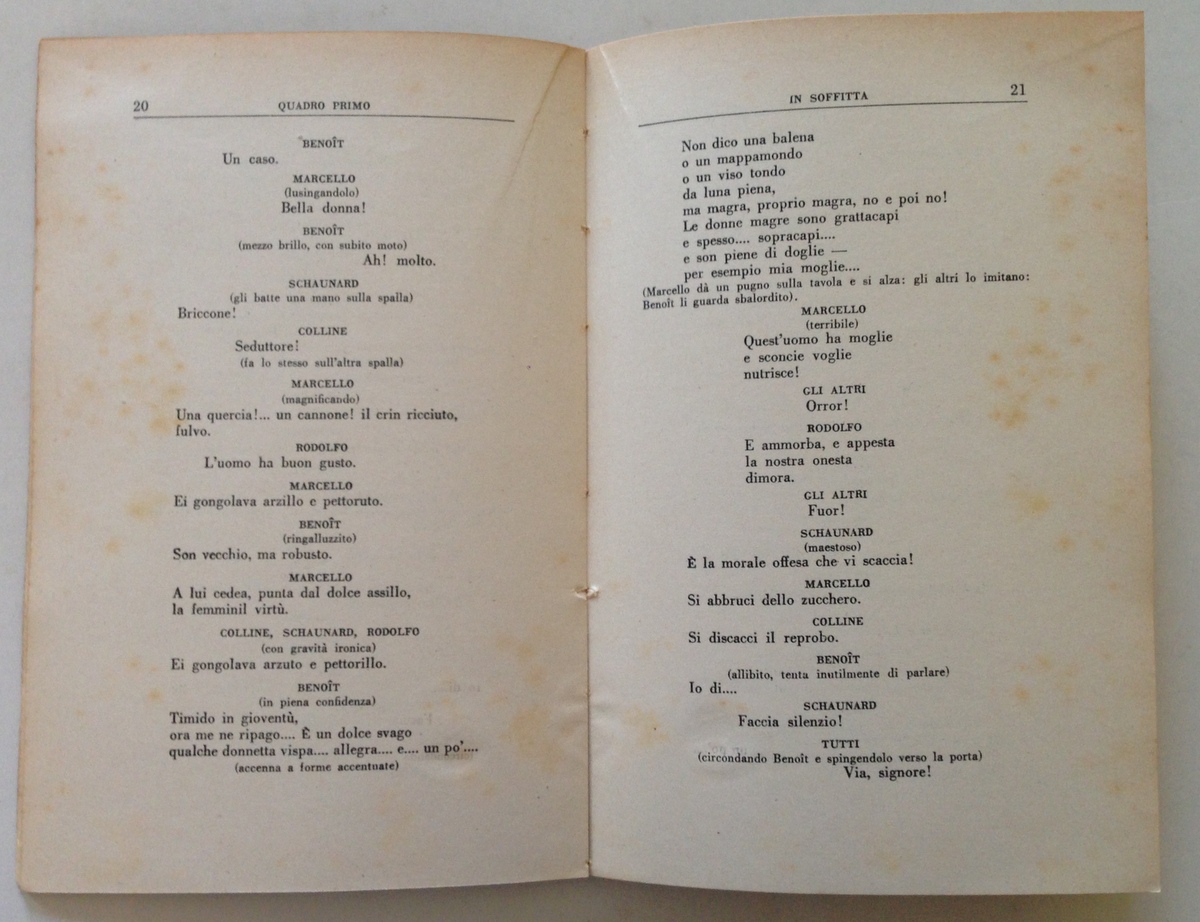 20 QUADRO PRIMO
BENOÎT
Un caso.
MARCELLO
(lusingandolo)
Bella donna!
BENOÎT
(mezzo brillo, con subito moto)
Ah! molto.
SCHAUNARD
(gli batte una mano sulla spalla)
Briccone!
COLLINE
Seduttore!
(fa lo stesso sull'altra spalla)
MARCELLO
(magnificando)
Una quercia!... un cannone! il crin ricciuto,
fulvo.
RODOLFO
L'uomo ha buon gusto.
MARCELLO
Ei gongolava arzillo e pettoruto.
BENOÎT
(ringalluzzito)
Son vecchio, ma robusto.
MARCELLO
A lui cedea, punta dal dolce assillo,
la femminil virtù.
COLLINE, SCHAUNARD, RODOLFO
(con gravità ironica)
Ei gongolava arzuto e pettorillo.
BENOÎT
(in piena confidenza)
Timido in gioventù,
ora me ne ripago.... È un dolce svago
qualche donnetta vispa.... allegra.... e.... un po'....
(accenna a forme accentuate)
IN SOFFITTA 21
Non dico una balena
o un mappamondo
o un viso tondo
da luna piena,
ma magra, proprio magra, no e poi no!
Le donne magre sono grattacapi
e spesso.... sopracapi....
e son piene di doglie —
per esempio mia moglie....
(Marcello dà un pugno sulla tavola e si alza: gli altri lo imitano:
Benoît li guarda sbalordito).
MARCELLO
(terribile)
Quest'uomo ha moglie
e sconcie voglie
nutrisce!
GLI ALTRI
Orror!
RODOLFO
E ammorba, e appesta
la nostra onesta
dimora.
GLI ALTRI
Fuor!
SCHAUNARD
(maestoso)
È la morale offesa che vi scaccia!
MARCELLO
Si abbruci dello zucchero.
COLLINE
Si discacci il reprobo.
BENOÎT
(allibito, tenta inutilmente di parlare)
Io di....
SCHAUNARD
Faccia silenzio!
TUTTI
(circondando Benoît e spingendolo verso la porta)
Via, signore!